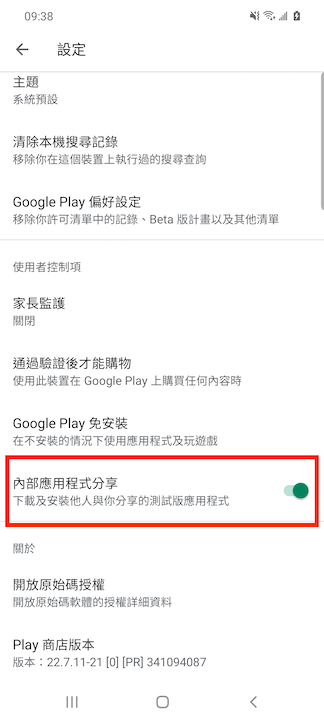 09:38
設定
主題
系統預設
清除本機搜尋記錄
移除你在這個裝置上執行過的搜尋查詢
Google Play 偏好設定
移除你許可清單中的記錄、Beta 版計畫以及其他清單
使用者控制項
家長監護
關閉
通過驗證後才能購物
使用此裝置在 Google Play 上購買任何內容時
Google Play 免安裝
在不安裝的情況下使用應用程式及玩遊戲
內部應用程式分享
下載及安裝他人與你分享的測試版應用程式
關於
開放原始碼授權
開放原始碼軟體的授權詳細資料
Play 商店版本
版本：22.7.11-21 [0] [PR] 341094087